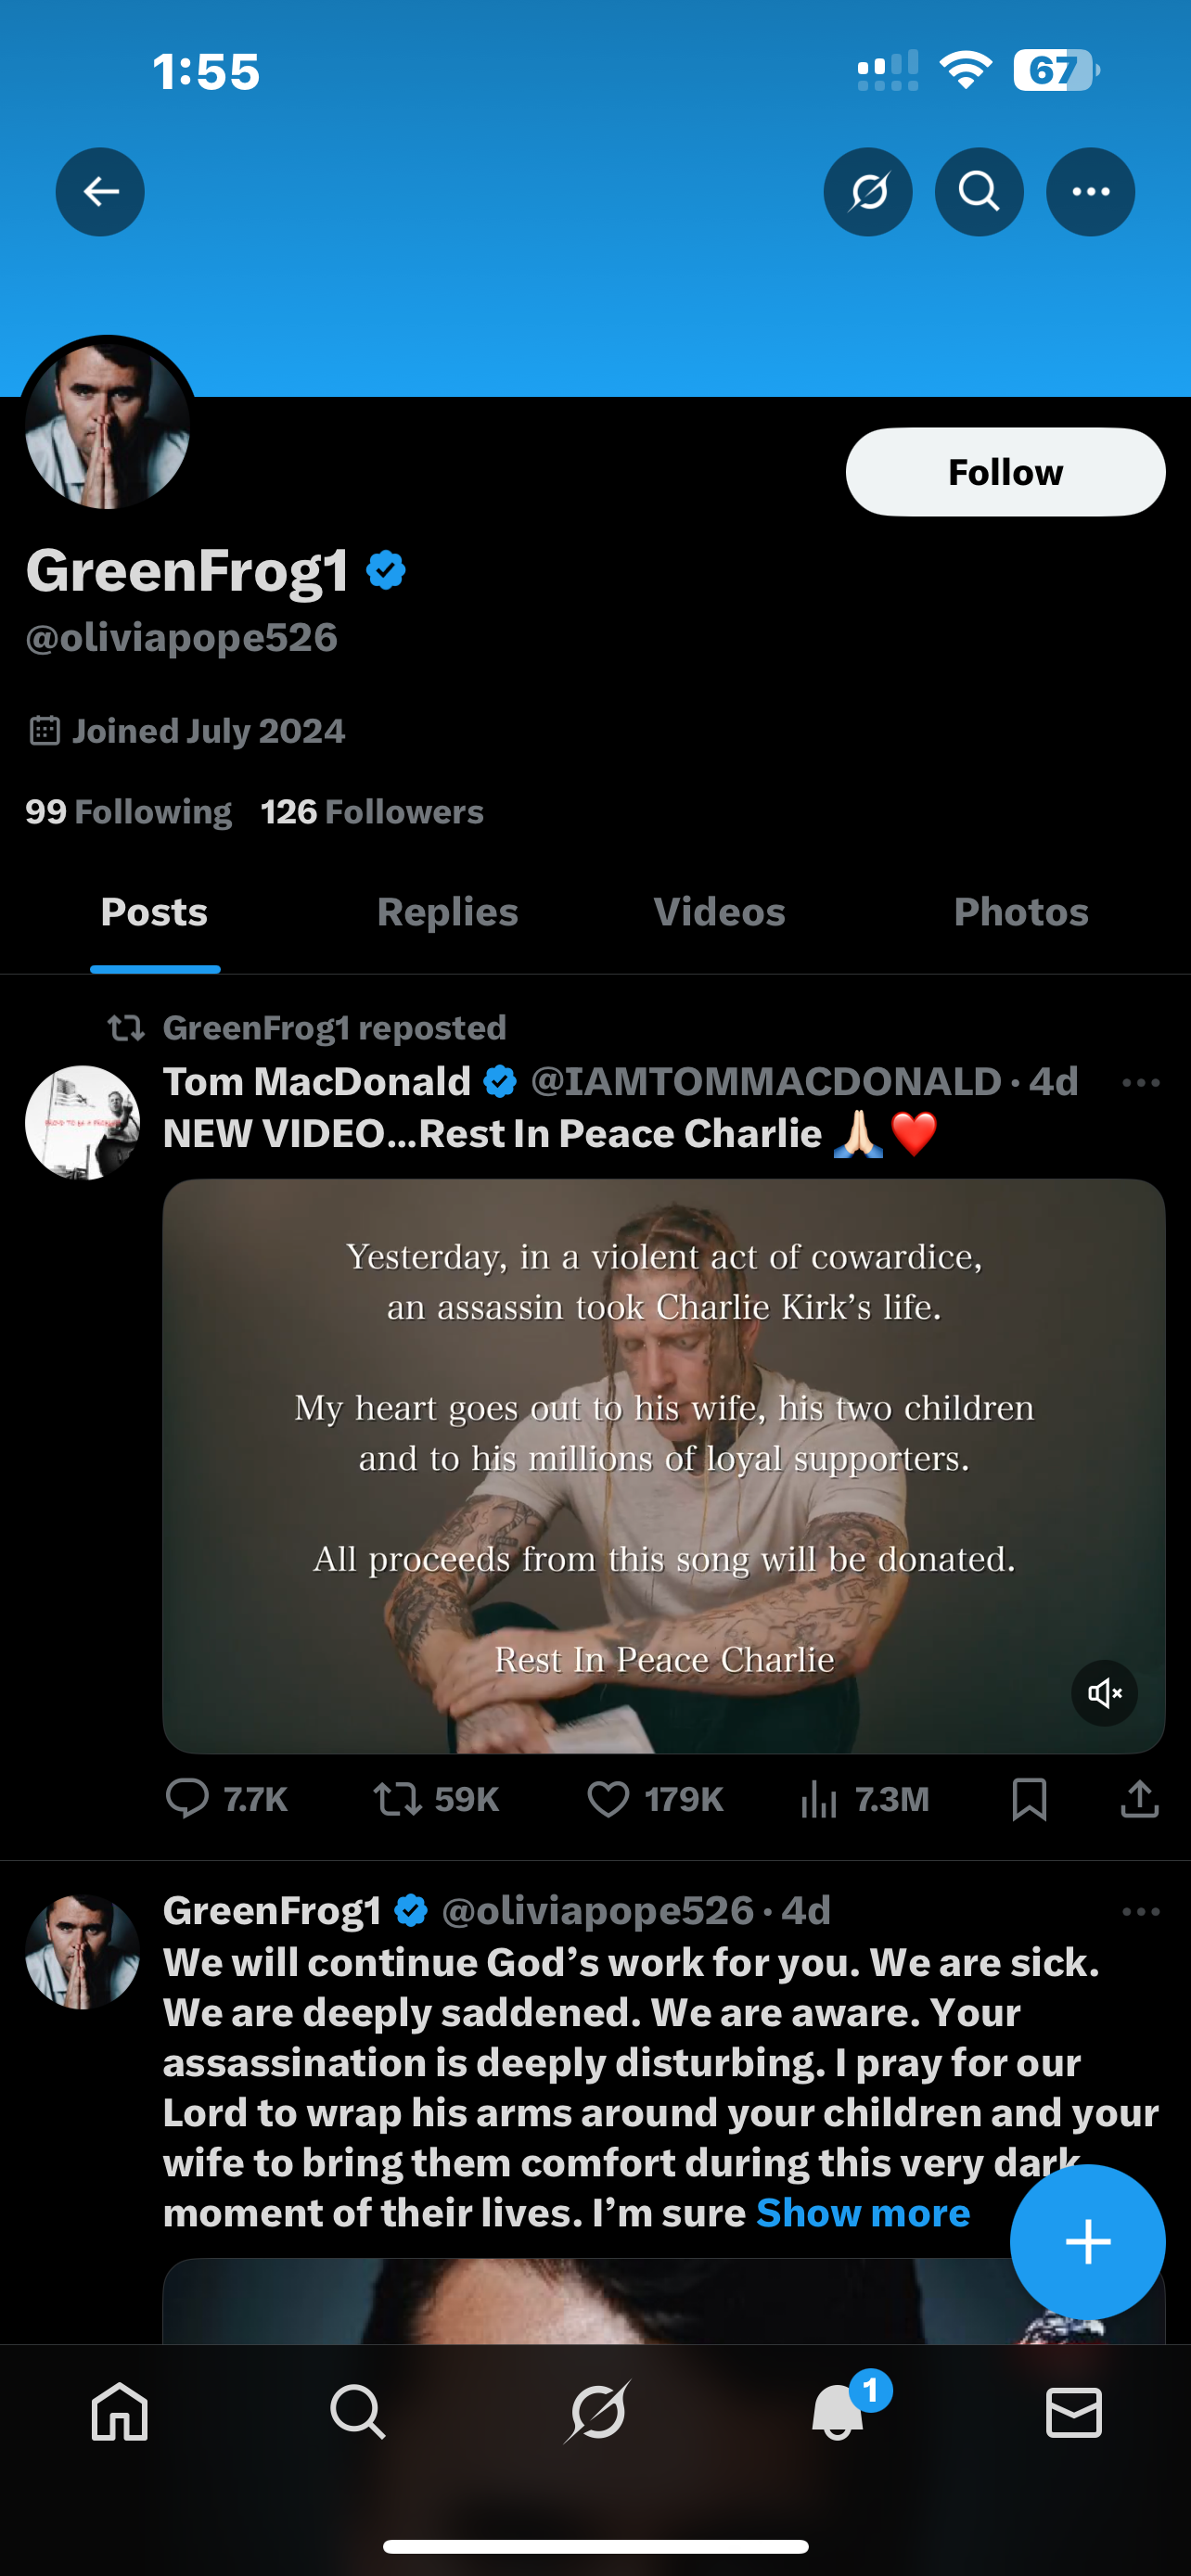 1:55
67
Follow
GreenFrog1
@oliviapope526
Joined July 2024
99 Following 126 Followers
Posts Replies Videos Photos
GreenFrog1 reposted
Tom MacDonald @IAMTOMMACDONALD · 4d
NEW VIDEO...Rest In Peace Charlie 🙏🏻❤️
Yesterday, in a violent act of cowardice,
an assassin took Charlie Kirk's life.
My heart goes out to his wife, his two children
and to his millions of loyal supporters.
All proceeds from this song will be donated.
Rest In Peace Charlie
7.7K 59K 179K 7.3M
GreenFrog1 @oliviapope526 · 4d
We will continue God's work for you. We are sick.
We are deeply saddened. We are aware. Your
assassination is deeply disturbing. I pray for our
Lord to wrap his arms around your children and your
wife to bring them comfort during this very dark
moment of their lives. I'm sure Show more
1